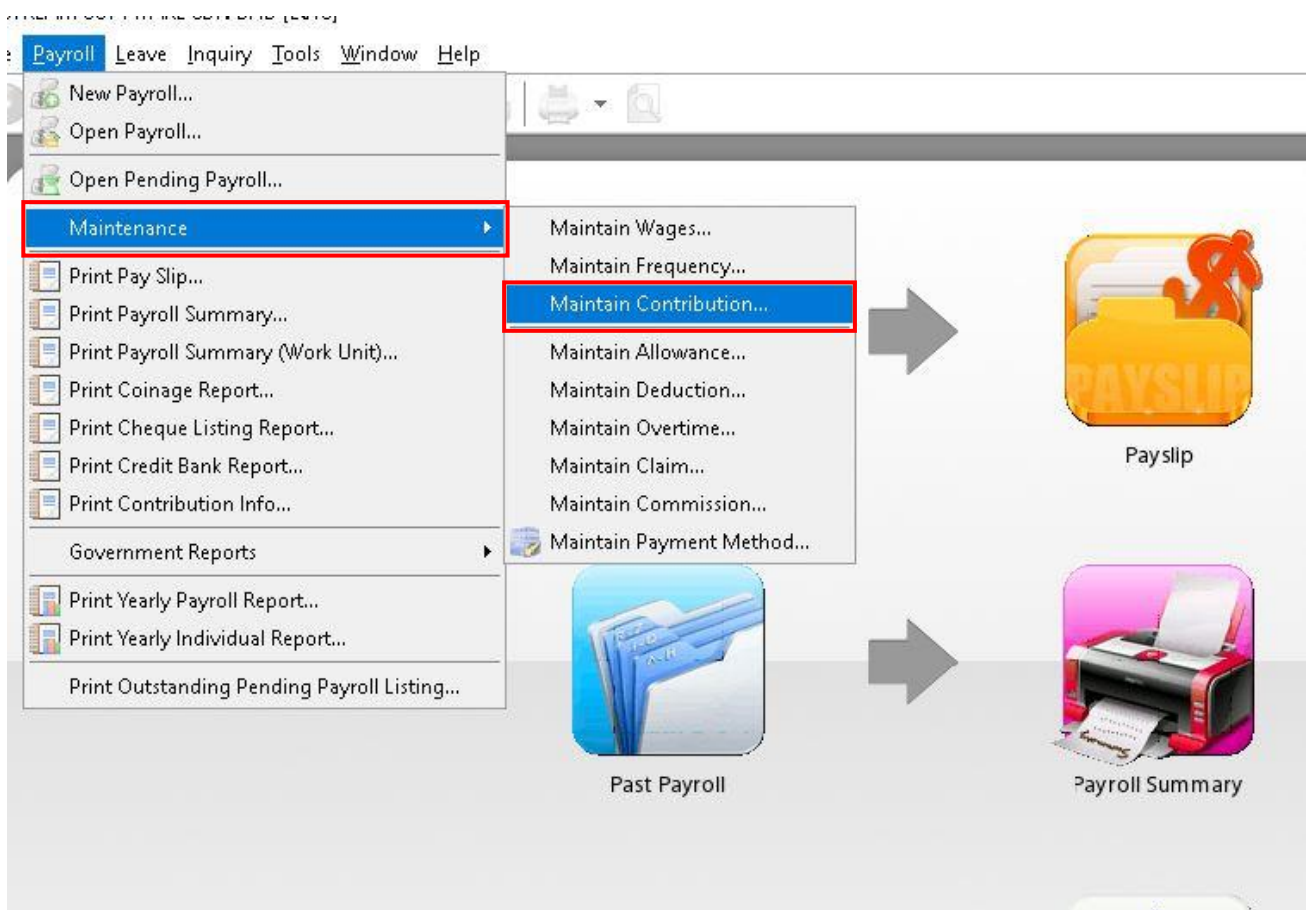 Payroll Leave Inquiry Tools Window Help
New Payroll...
Open Payroll...
Open Pending Payroll...
Maintenance
Print Pay Slip...
Print Payroll Summary...
Print Payroll Summary (Work Unit)...
Print Coinage Report...
Print Cheque Listing Report...
Print Credit Bank Report...
Print Contribution Info...
Government Reports
Print Yearly Payroll Report...
Print Yearly Individual Report...
Print Outstanding Pending Payroll Listing...
Maintain Wages...
Maintain Frequency...
Maintain Contribution...
Maintain Allowance...
Maintain Deduction...
Maintain Overtime...
Maintain Claim...
Maintain Commission...
Maintain Payment Method...
PAYSLIP
Payslip
Past Payroll
Summary
Payroll Summary